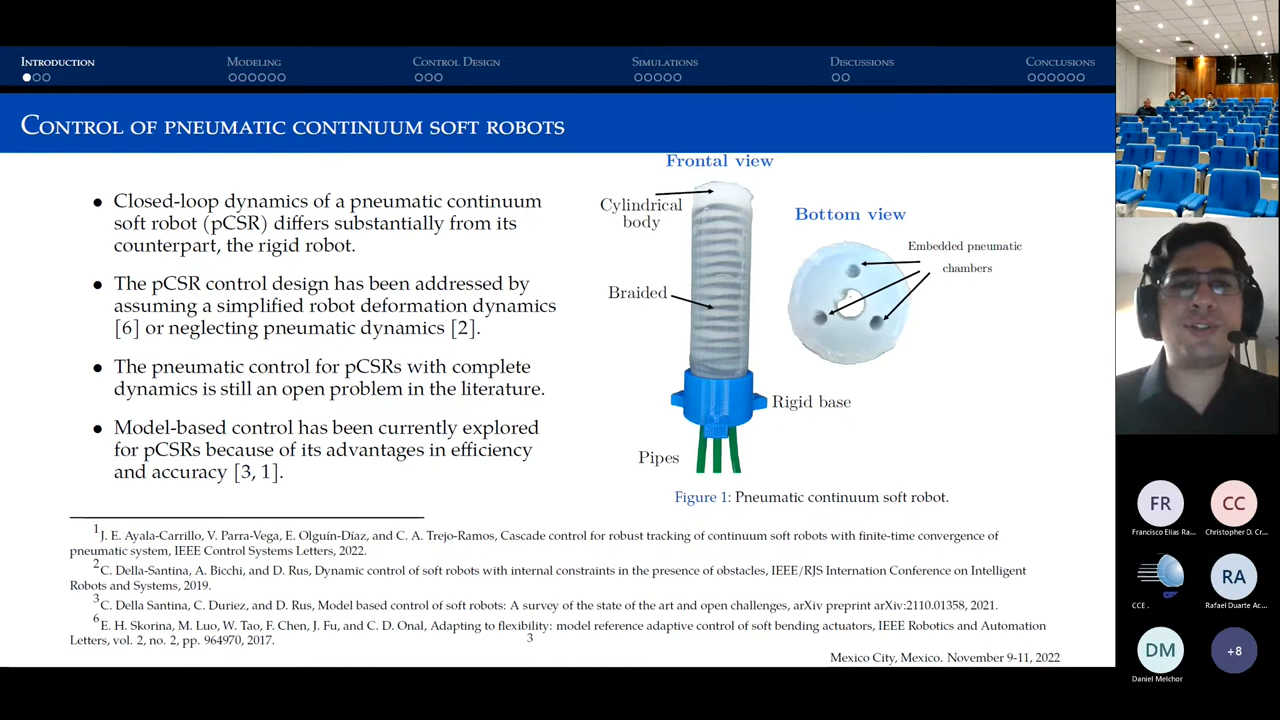 Introduction
Modeling
Control Design
Simulations
Discussions
Conclusions
Control of pneumatic continuum soft robots
• Closed-loop dynamics of a pneumatic continuum
soft robot (pCSR) differs substantially from its
counterpart, the rigid robot.
• The pCSR control design has been addressed by
assuming a simplified robot deformation dynamics
[6] or neglecting pneumatic dynamics [2].
• The pneumatic control for pCSRs with complete
dynamics is still an open problem in the literature.
• Model-based control has been currently explored
for pCSRs because of its advantages in efficiency
and accuracy [3, 1].
Frontal view
Cylindrical
body
Braided
Rigid base
Pipes
Bottom view
Embedded pneumatic
chambers
Figure 1: Pneumatic continuum soft robot.
1J. E. Ayala-Carrillo, V. Parra-Vega, E. Olguín-Díaz, and C. A. Trejo-Ramos, Cascade control for robust tracking of continuum soft robots with finite-time convergence of
pneumatic system, IEEE Control Systems Letters, 2022.
2C. Della-Santina, A. Bicchi, and D. Rus, Dynamic control of soft robots with internal constraints in the presence of obstacles, IEEE/RJS Internation Conference on Intelligent
Robots and Systems, 2019.
3C. Della Santina, C. Duriez, and D. Rus, Model based control of soft robots: A survey of the state of the art and open challenges, arXiv preprint arXiv:2110.01358, 2021.
6E. H. Skorina, M. Luo, W. Tao, F. Chen, J. Fu, and C. D. Onal, Adapting to flexibility: model reference adaptive control of soft bending actuators, IEEE Robotics and Automation
Letters, vol. 2, no. 2, pp. 964970, 2017.
3
Mexico City, Mexico. November 9-11, 2022
FR
CC
Francisco Elias Ra...
Christopher D. Cr...
RA
CCE .
Rafael Duarte Ac...
DM
+8
Daniel Melchor